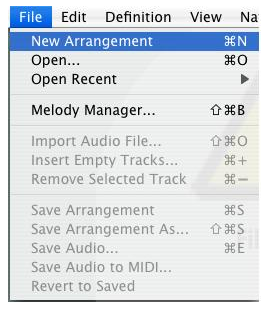 File Edit Definition View Na
New Arrangement ⌘N
Open... ⌘O
Open Recent ▶
Melody Manager... ⇧⌘B
Import Audio File... ⇧⌘O
Insert Empty Tracks... ⌘+
Remove Selected Track ⌘−
Save Arrangement ⌘S
Save Arrangement As... ⇧⌘S
Save Audio... ⌘E
Save Audio to MIDI...
Revert to Saved